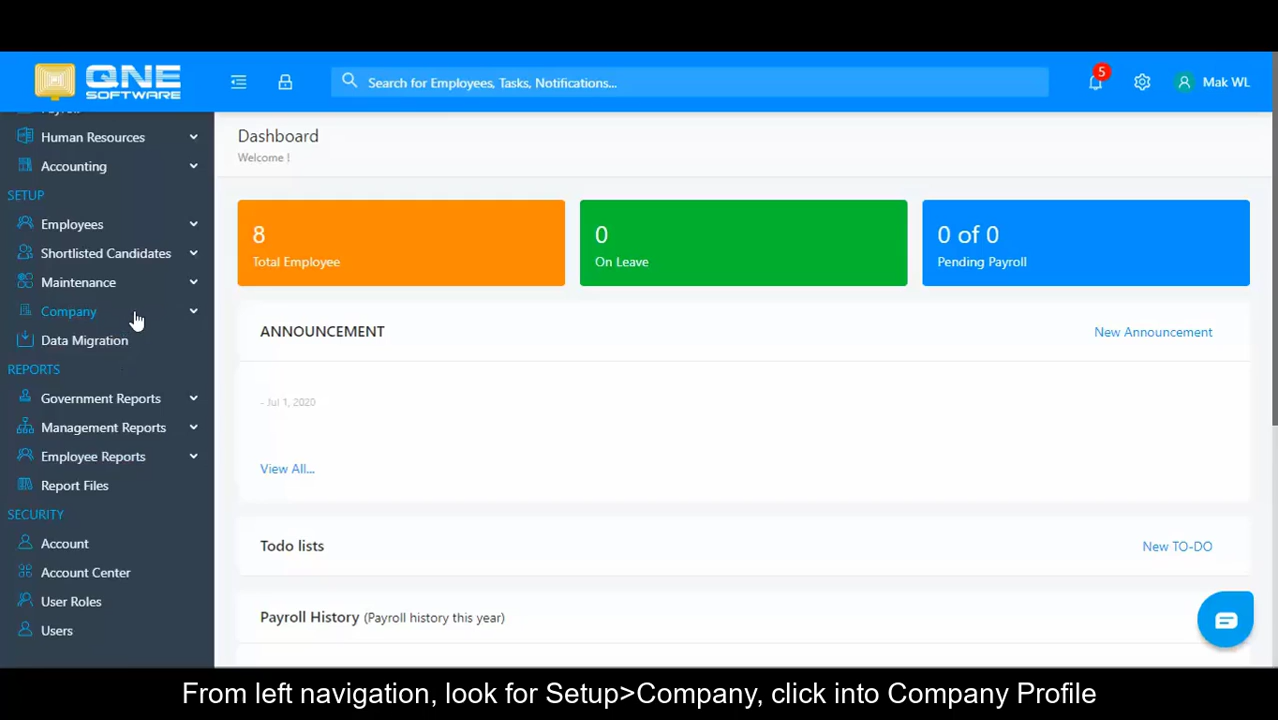 QNE
SOFTWARE
Search for Employees, Tasks, Notifications...
5
Mak WL
Payroll
Human Resources
Accounting
SETUP
Employees
Shortlisted Candidates
Maintenance
Company
Data Migration
REPORTS
Government Reports
Management Reports
Employee Reports
Report Files
SECURITY
Account
Account Center
User Roles
Users
Dashboard
Welcome !
8
Total Employee
0
On Leave
0 of 0
Pending Payroll
ANNOUNCEMENT
New Announcement
- Jul 1, 2020
View All...
Todo lists
New TO-DO
Payroll History (Payroll history this year)
From left navigation, look for Setup>Company, click into Company Profile